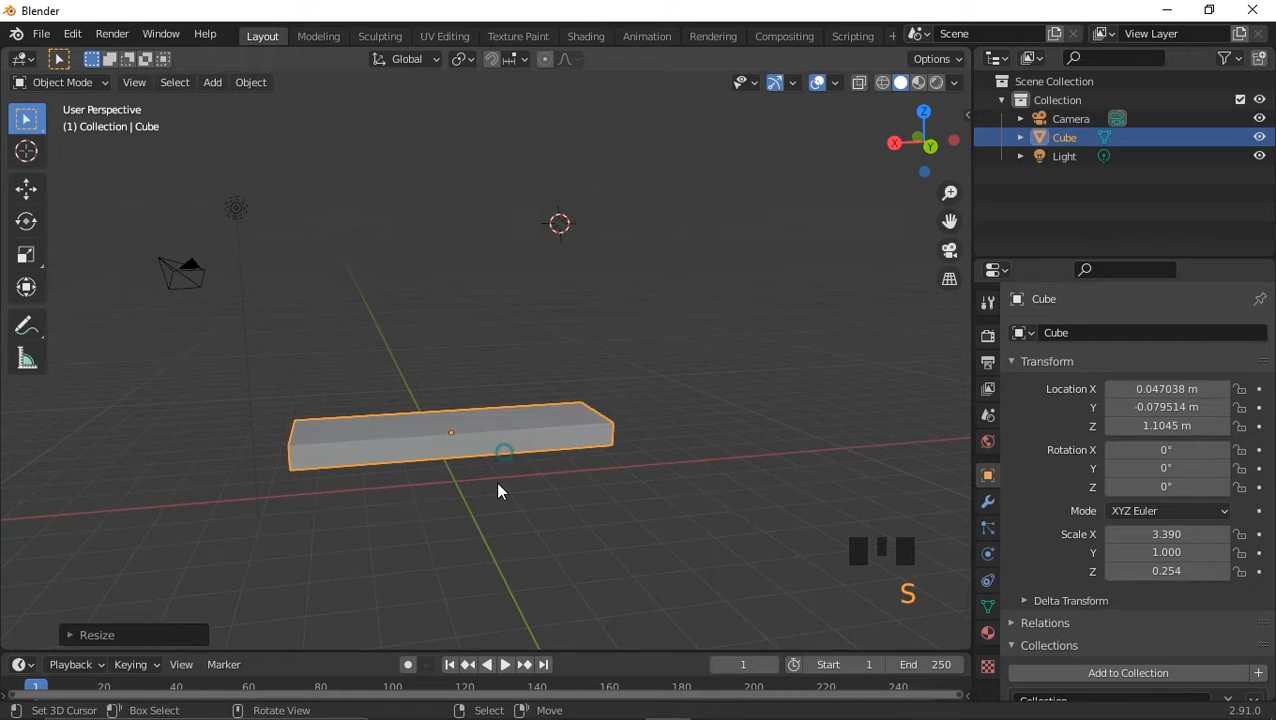 Blender
File Edit Render Window Help Layout Modeling Sculpting UV Editing Texture Paint Shading Animation Rendering Compositing Scripting + Scene View Layer
Global Options
Object Mode View Select Add Object
User Perspective
(1) Collection | Cube
Z
X
Y
Scene Collection
Collection
Camera
Cube
Light
Cube
Cube
Transform
Location X 0.047038 m
Y -0.079514 m
Z 1.1045 m
Rotation X 0°
Y 0°
Z 0°
Mode XYZ Euler
Scale X 3.390
Y 1.000
Z 0.254
Delta Transform
Relations
Collections
Add to Collection +
S
Resize
Playback Keying View Marker 1 Start 1 End 250
1 20 40 60 80 100 120 140 160 180 200 220 240
Set 3D Cursor Box Select Rotate View Select Move 2.91.0